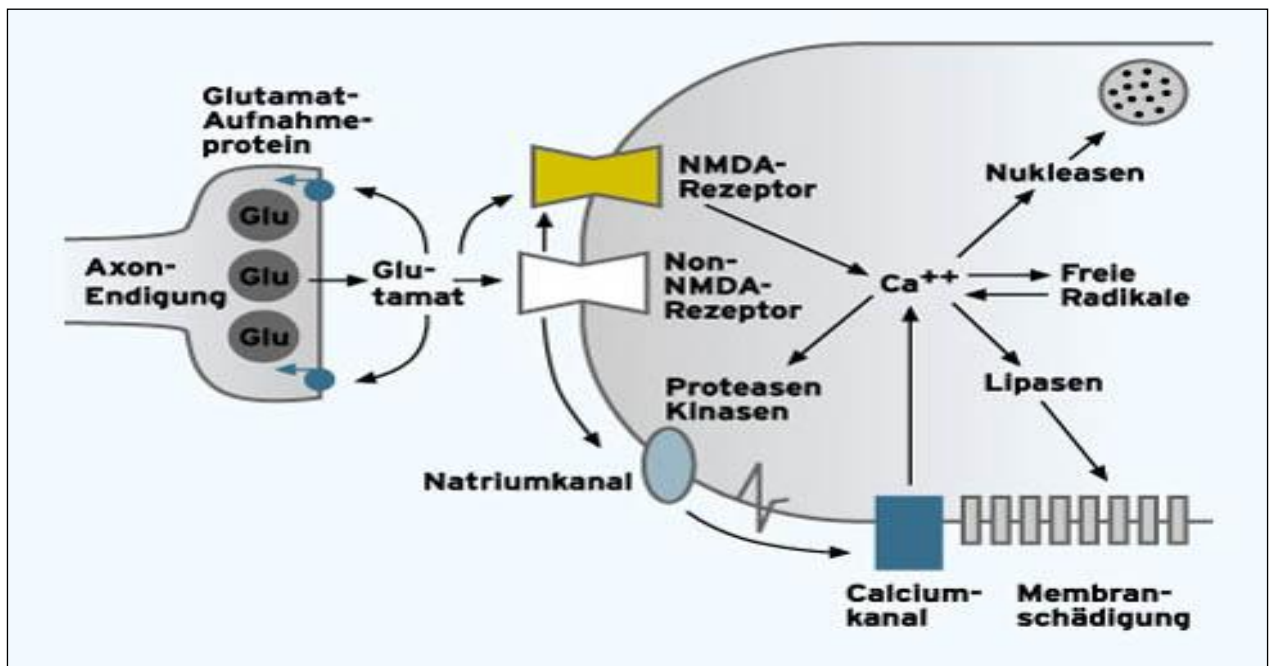 Glutamat-
Aufnahme-
protein
Glu
Glu
Glu
Axon-
Endigung
Glu-
tamat
NMDA-
Rezeptor
Non-
NMDA-
Rezeptor
Nukleasen
Ca++
Freie
Radikale
Proteasen
Kinasen
Lipasen
Natriumkanal
Calcium-
kanal
Membran-
schädigung